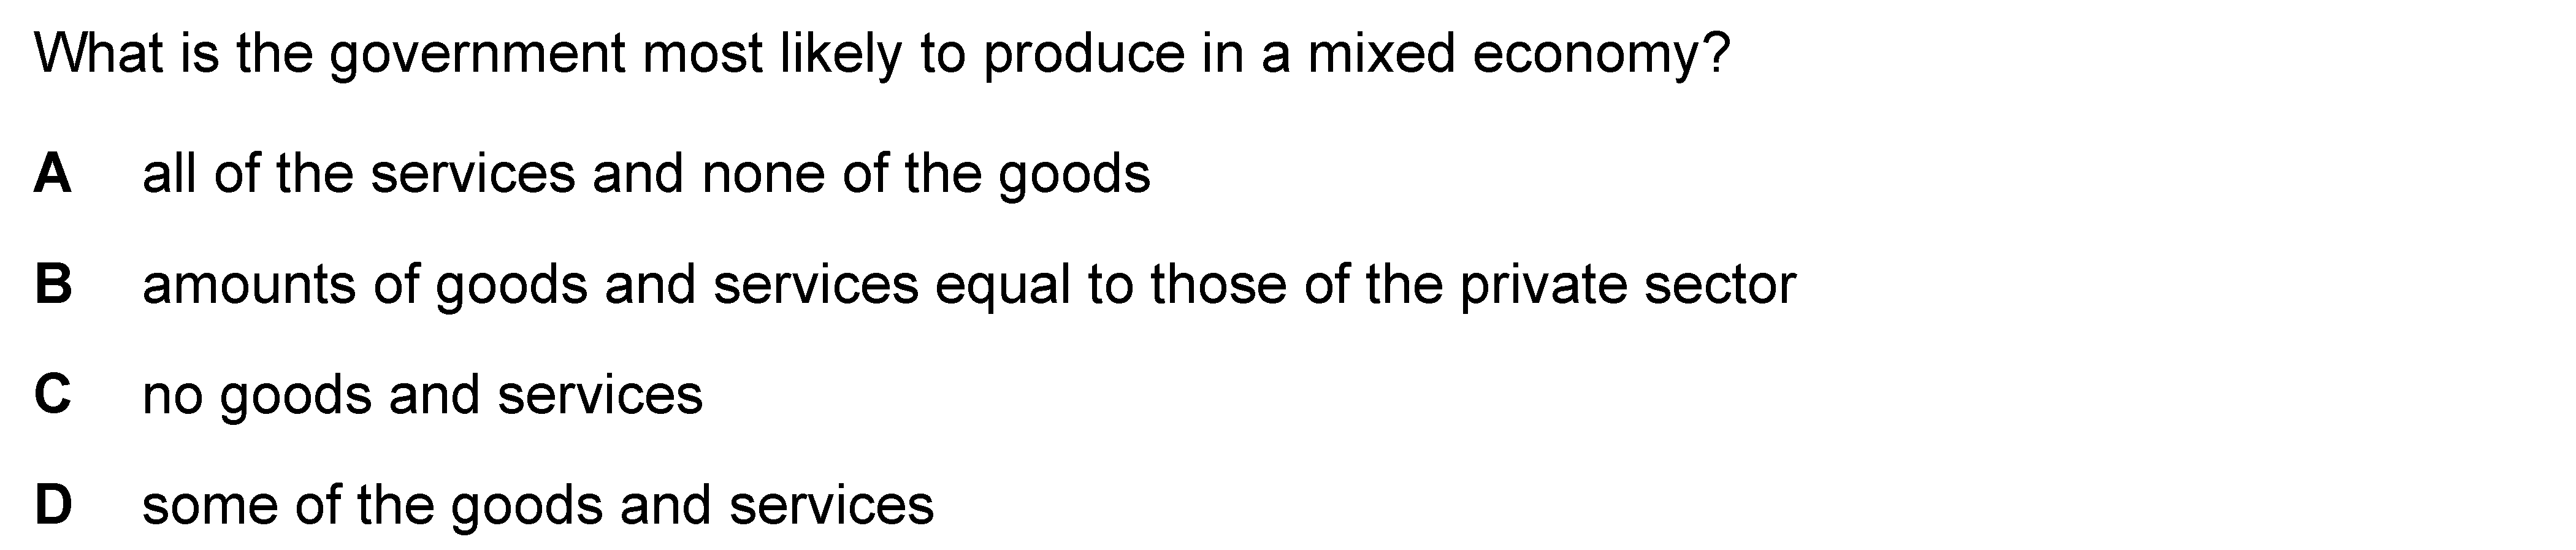 What is the government most likely to produce in a mixed economy?
A all of the services and none of the goods
B amounts of goods and services equal to those of the private sector
C no goods and services
D some of the goods and services